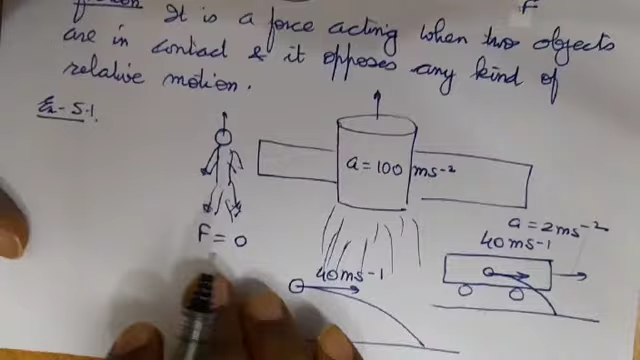 friction It is a force acting when two objects
are in contact & it opposes any kind of
relative motion.
Ex-5.1.
a = 100 ms-2
F = 0
40ms-1
a = 2ms-2
40ms-1
F